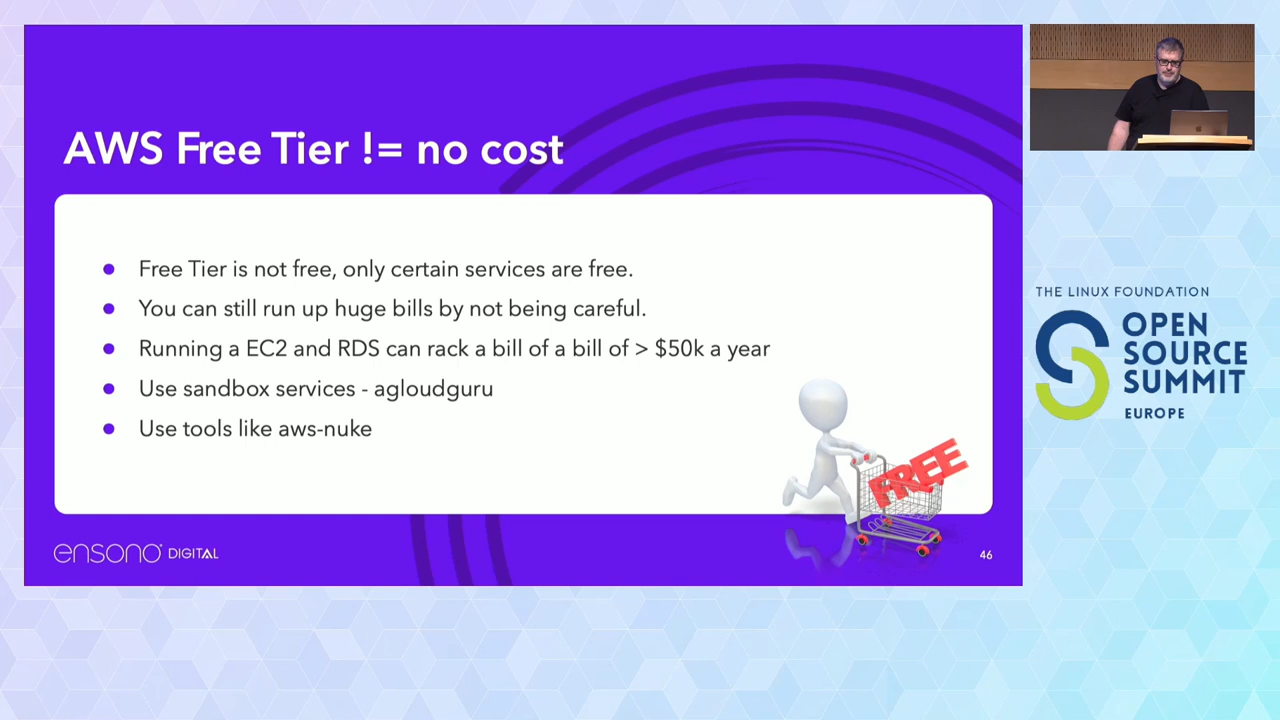 AWS Free Tier != no cost
Free Tier is not free, only certain services are free.
You can still run up huge bills by not being careful.
Running a EC2 and RDS can rack a bill of a bill of > $50k a year
Use sandbox services - agloudguru
Use tools like aws-nuke
FREE
ensono DIGITAL
46
THE LINUX FOUNDATION
OPEN
SOURCE
SUMMIT
EUROPE